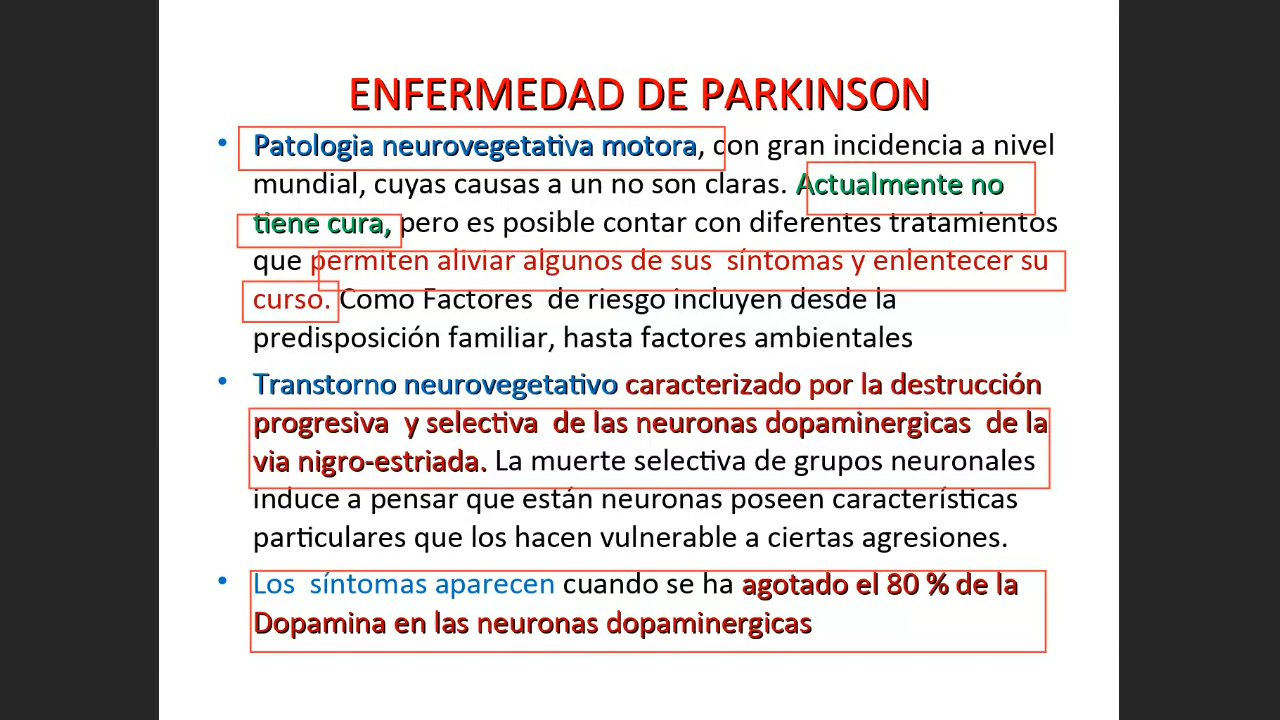 ENFERMEDAD DE PARKINSON
• Patologia neurovegetativa motora, con gran incidencia a nivel
mundial, cuyas causas a un no son claras. Actualmente no
tiene cura, pero es posible contar con diferentes tratamientos
que permiten aliviar algunos de sus síntomas y enlentecer su
curso. Como Factores de riesgo incluyen desde la
predisposición familiar, hasta factores ambientales
• Transtorno neurovegetativo caracterizado por la destrucción
progresiva y selectiva de las neuronas dopaminergicas de la
via nigro-estriada. La muerte selectiva de grupos neuronales
induce a pensar que están neuronas poseen características
particulares que los hacen vulnerable a ciertas agresiones.
• Los síntomas aparecen cuando se ha agotado el 80 % de la
Dopamina en las neuronas dopaminergicas